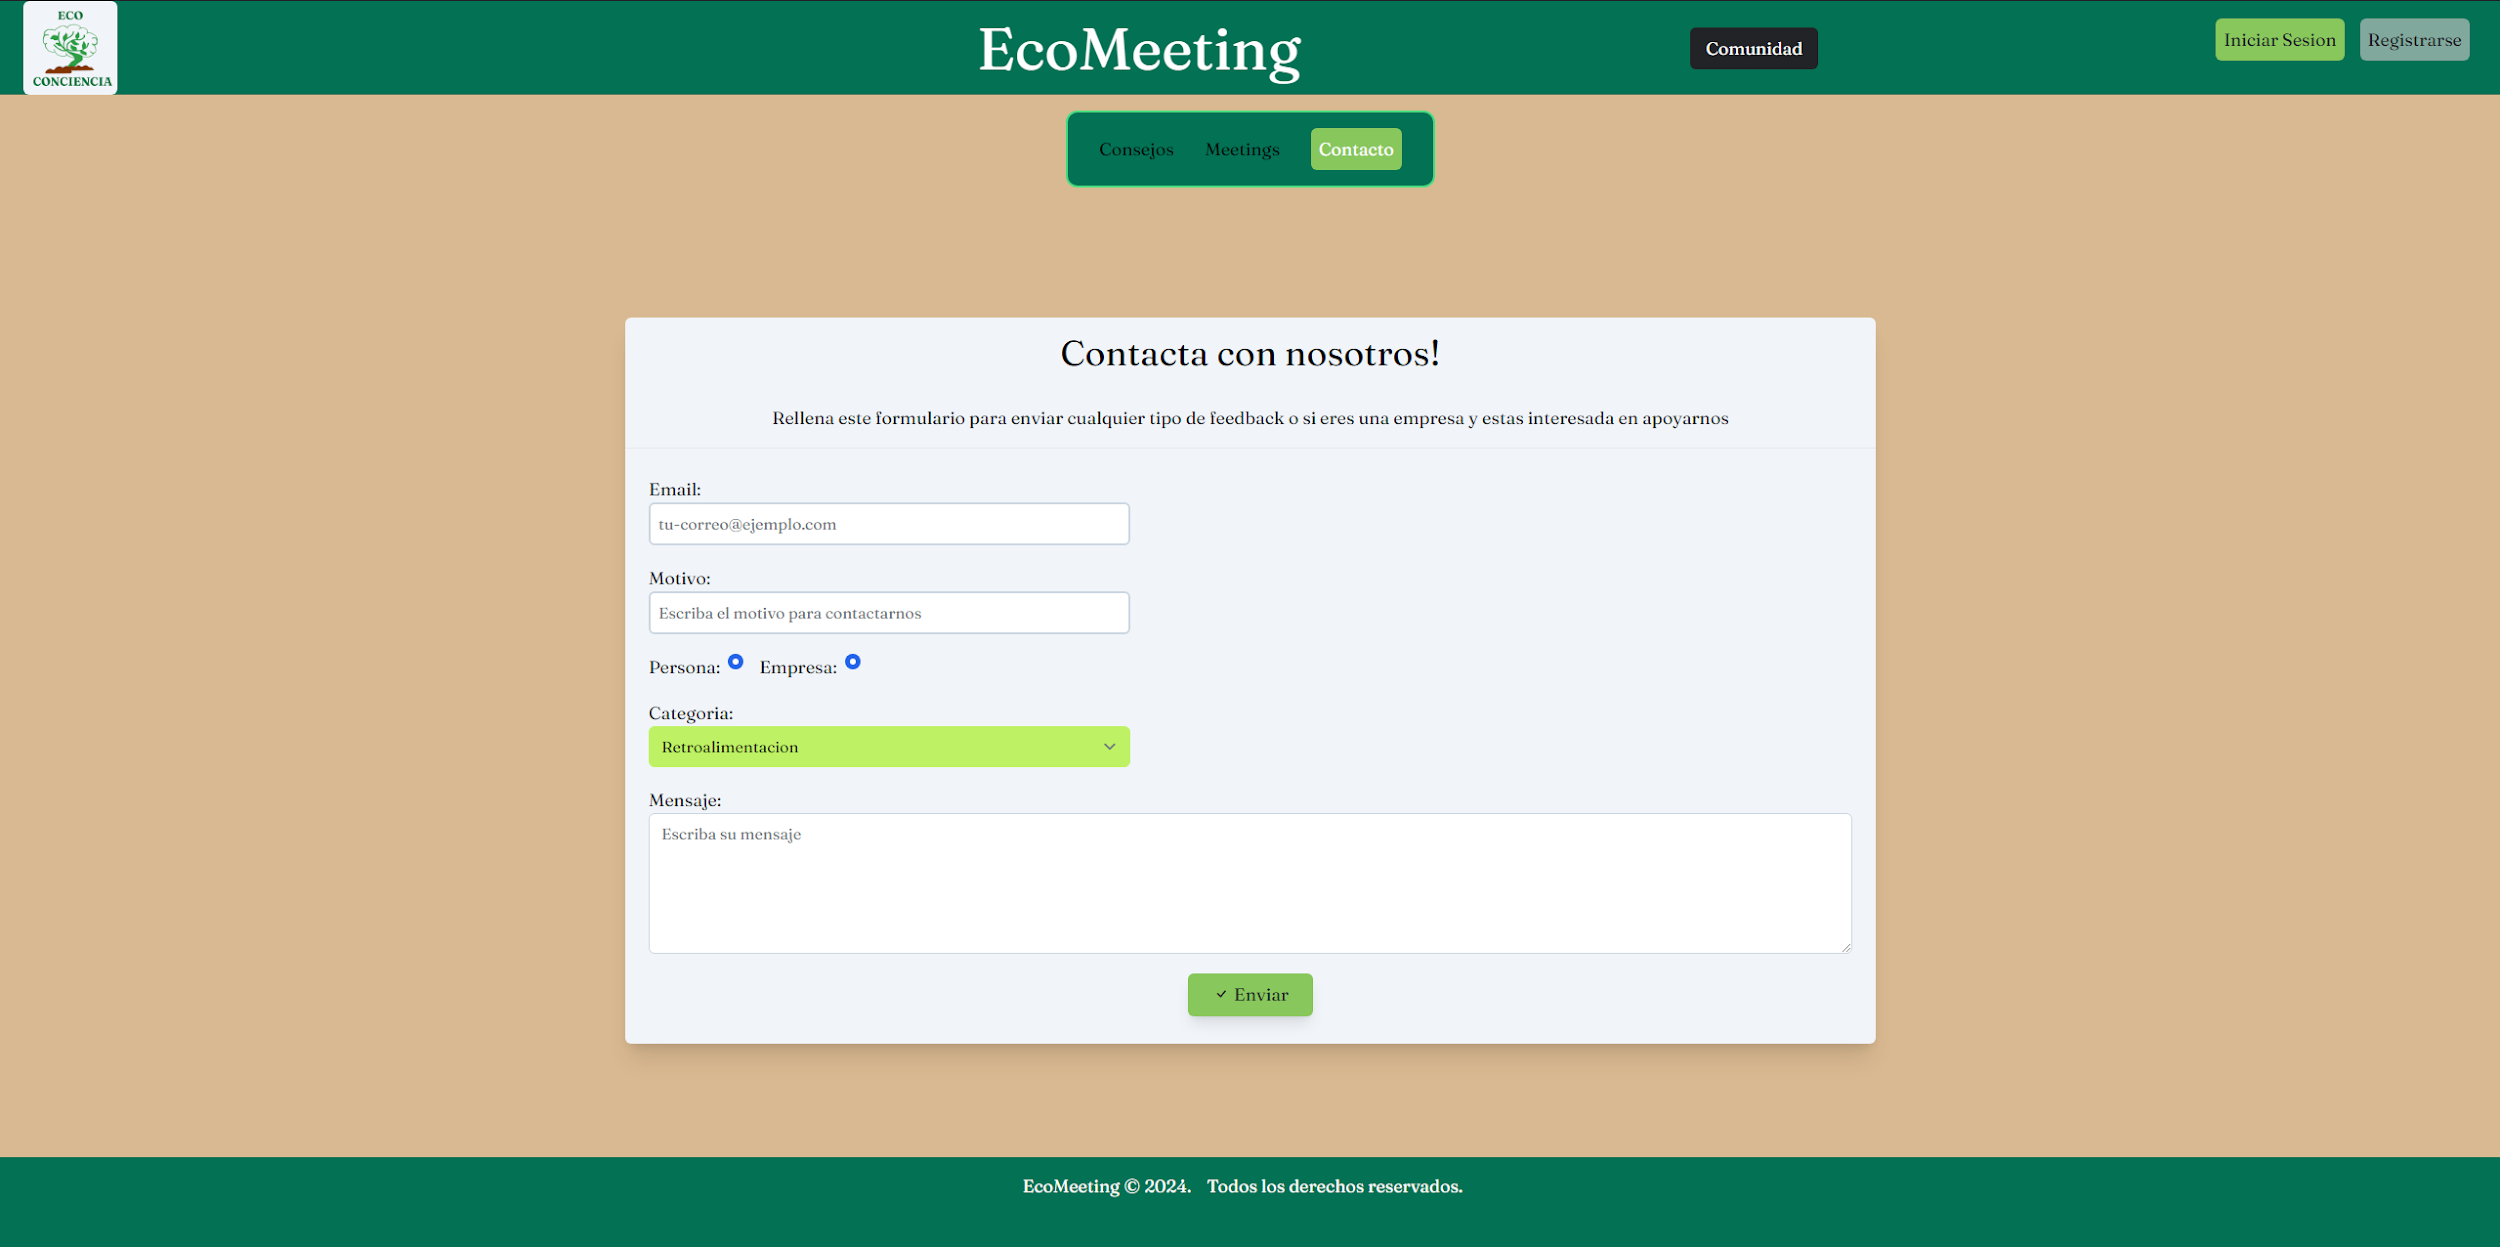 ECO
CONCIENCIA
EcoMeeting
Comunidad
Iniciar Sesion
Registrarse
Consejos
Meetings
Contacto
Contacta con nosotros!
Rellena este formulario para enviar cualquier tipo de feedback o si eres una empresa y estas interesada en apoyarnos
Email:
tu-correo@ejemplo.com
Motivo:
Escriba el motivo para contactarnos
Persona: Empresa:
Categoria:
Retroalimentacion
Mensaje:
Escriba su mensaje
Enviar
EcoMeeting © 2024. Todos los derechos reservados.